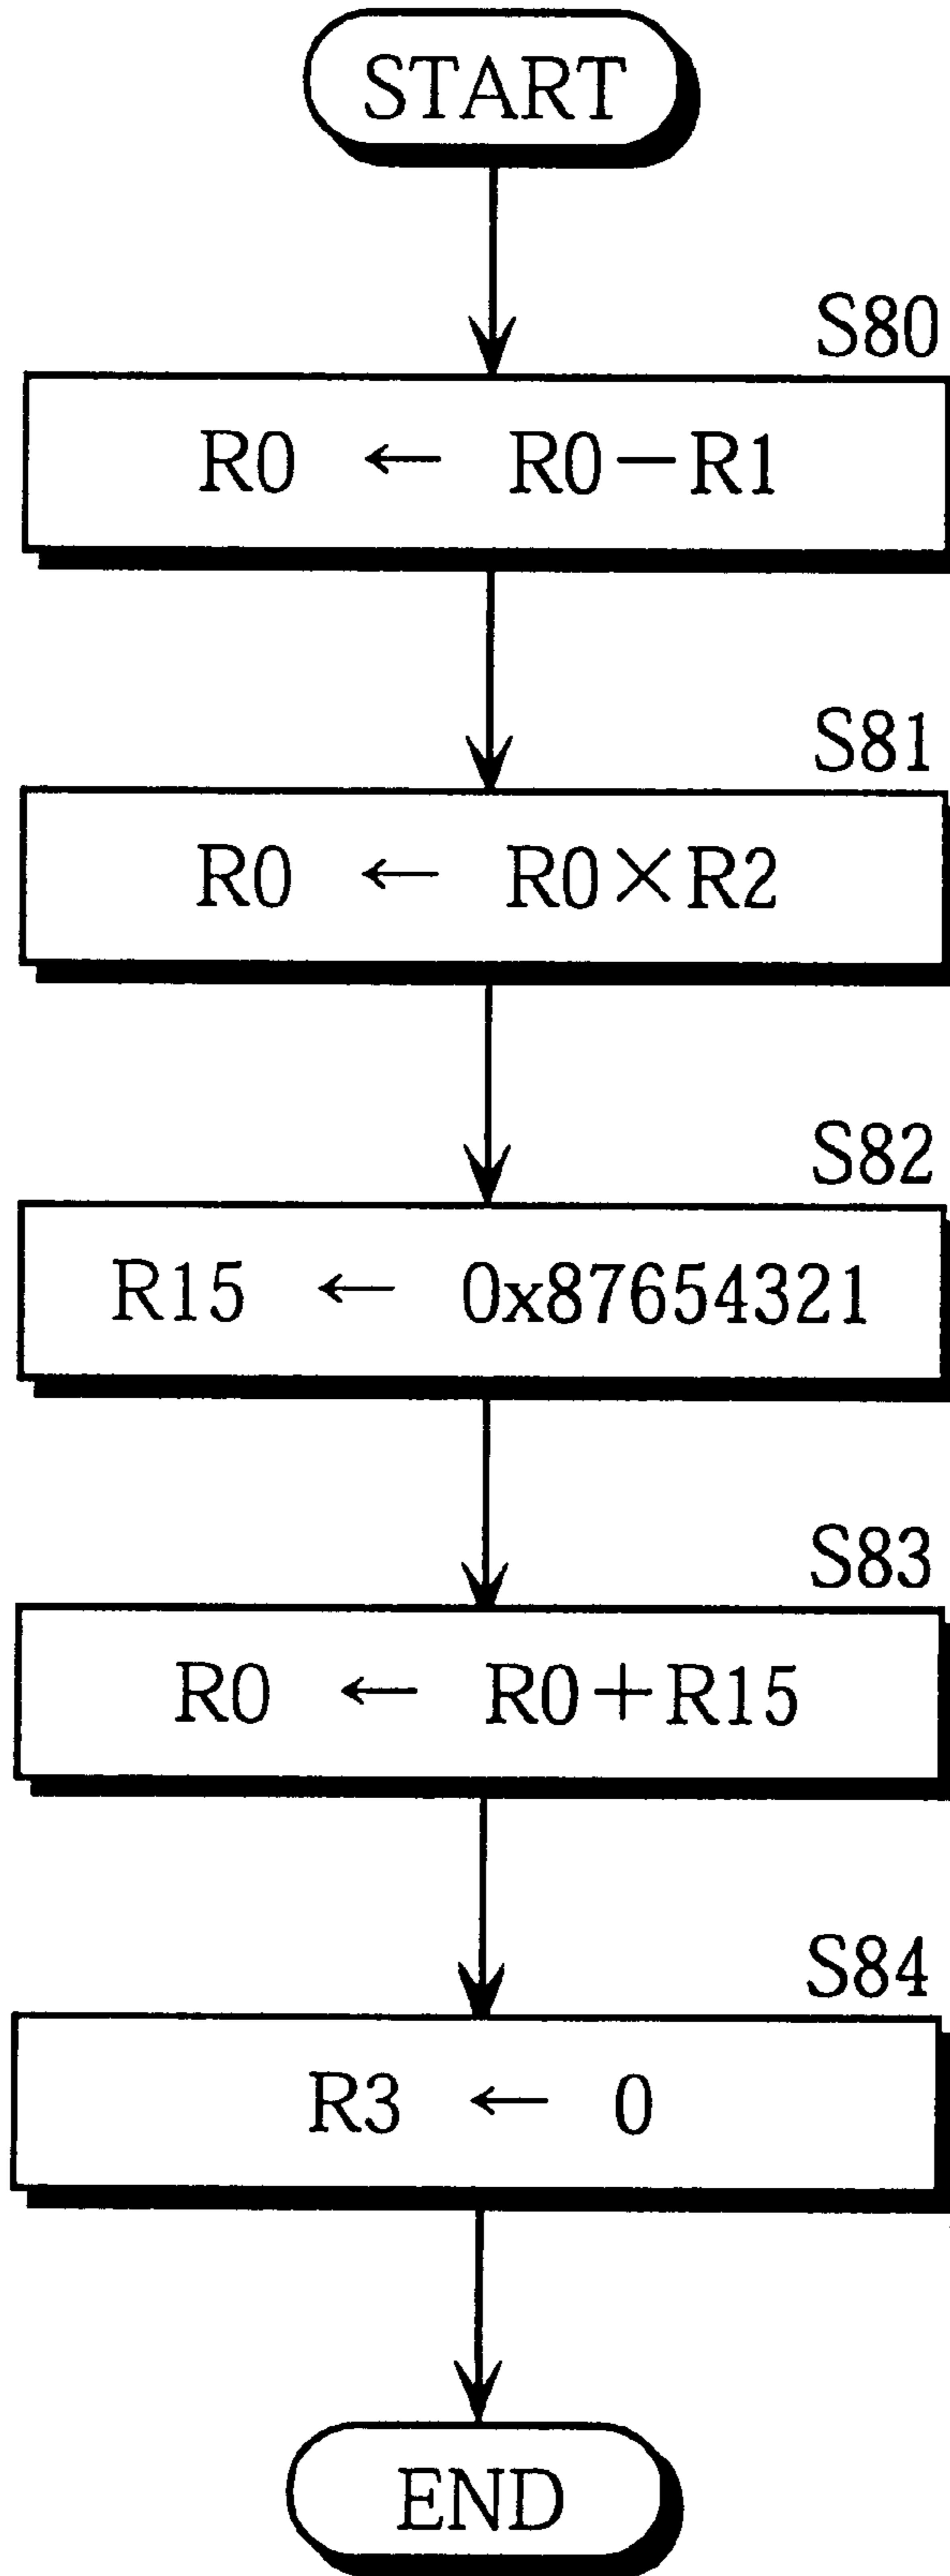 START
S80
R0 ← R0−R1
S81
R0 ← R0×R2
S82
R15 ← 0x87654321
S83
R0 ← R0+R15
S84
R3 ← 0
END